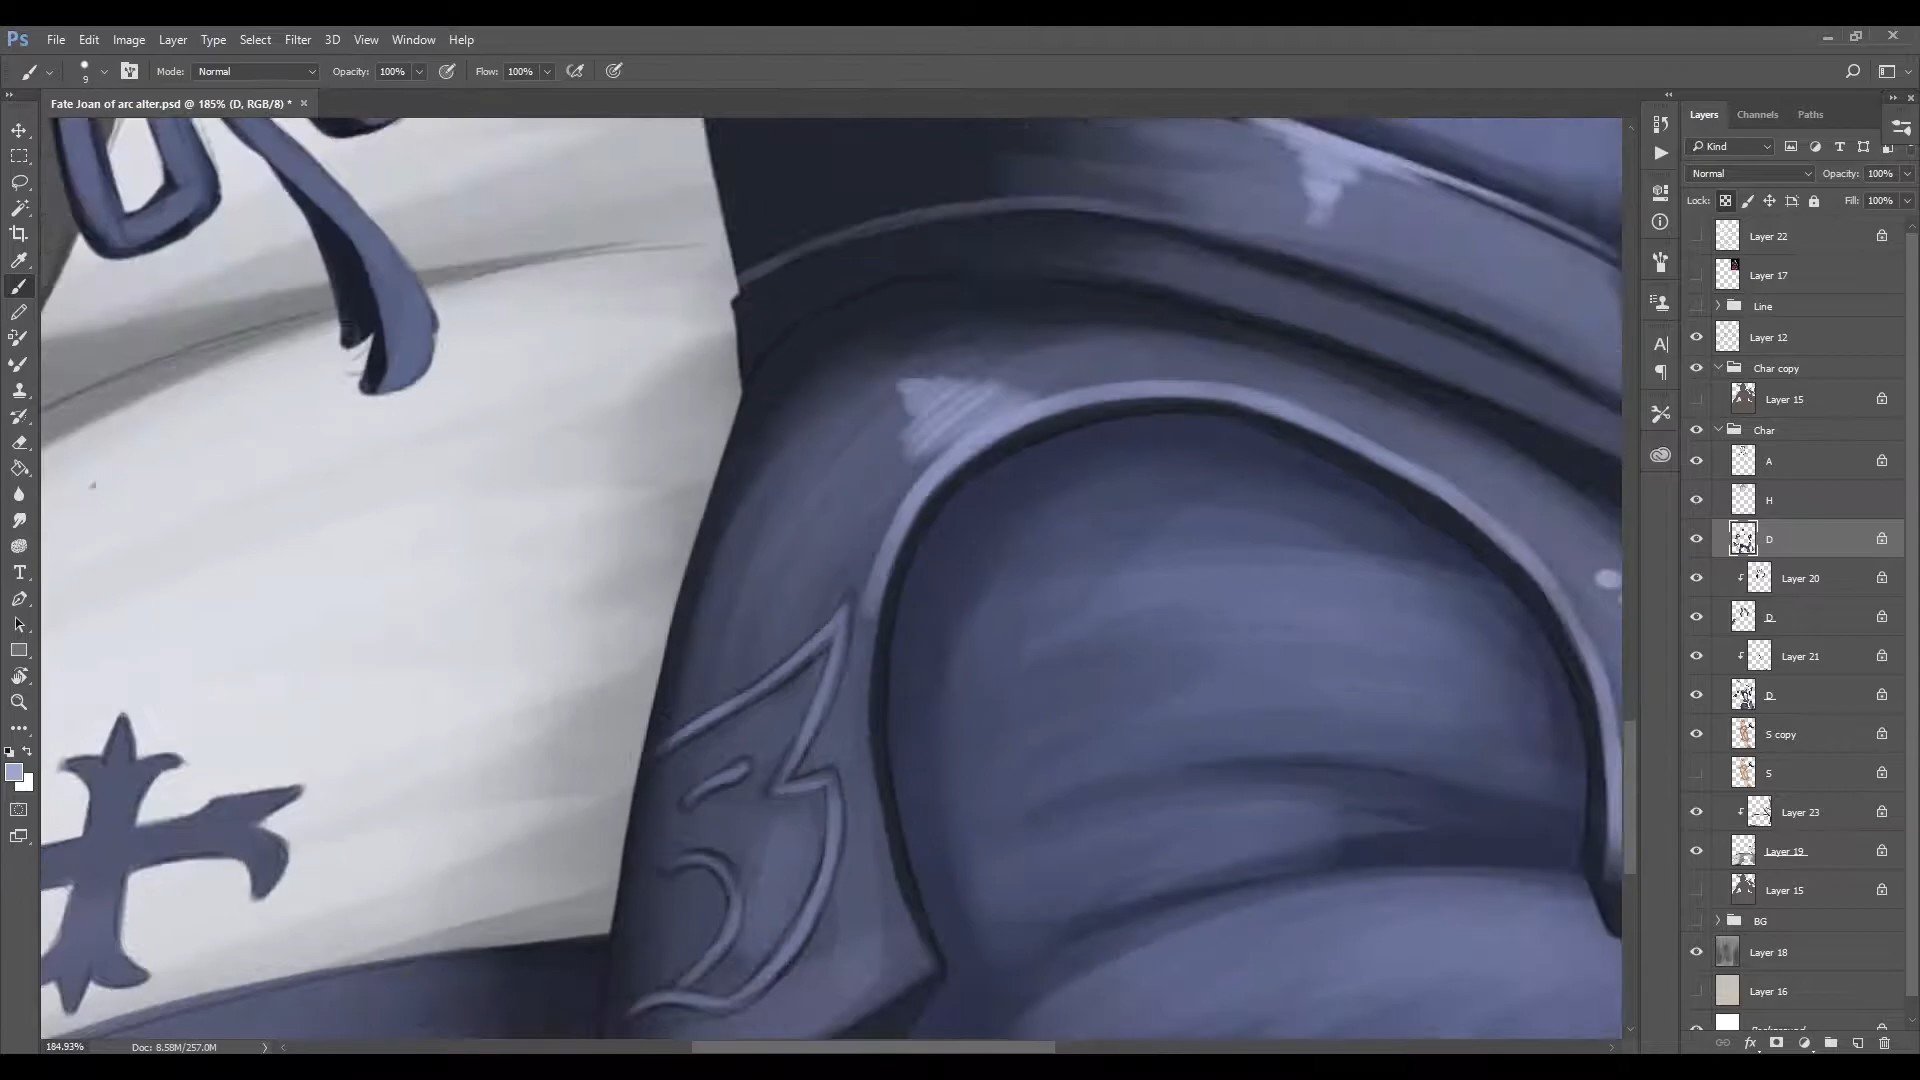 Ps File Edit Image Layer Type Select Filter 3D View Window Help
9 Mode: Normal Opacity: 100% Flow: 100%
Fate Joan of arc alter.psd @ 185% (D, RGB/8) * ×
Layers Channels Paths
Kind
Normal Opacity: 100%
Lock: Fill: 100%
Layer 22
Layer 17
Line
Layer 12
Char copy
Layer 15
Char
A
H
D
Layer 20
D
Layer 21
D
S copy
S
Layer 23
Layer 19
Layer 15
BG
Layer 18
Layer 16
Background
184.93% Doc: 8.58M/257.0M